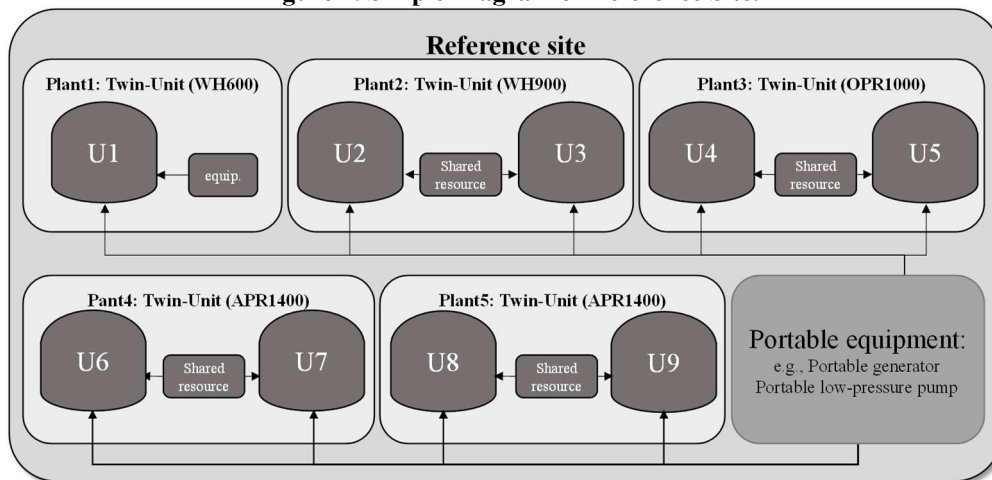 Reference site
Plant1: Twin-Unit (WH600)
U1
equip.
Plant2: Twin-Unit (WH900)
U2
Shared
resource
U3
Plant3: Twin-Unit (OPR1000)
U4
Shared
resource
U5
Pant4: Twin-Unit (APR1400)
U6
Shared
resource
U7
Plant5: Twin-Unit (APR1400)
U8
Shared
resource
U9
Portable equipment:
e.g., Portable generator
Portable low-pressure pump